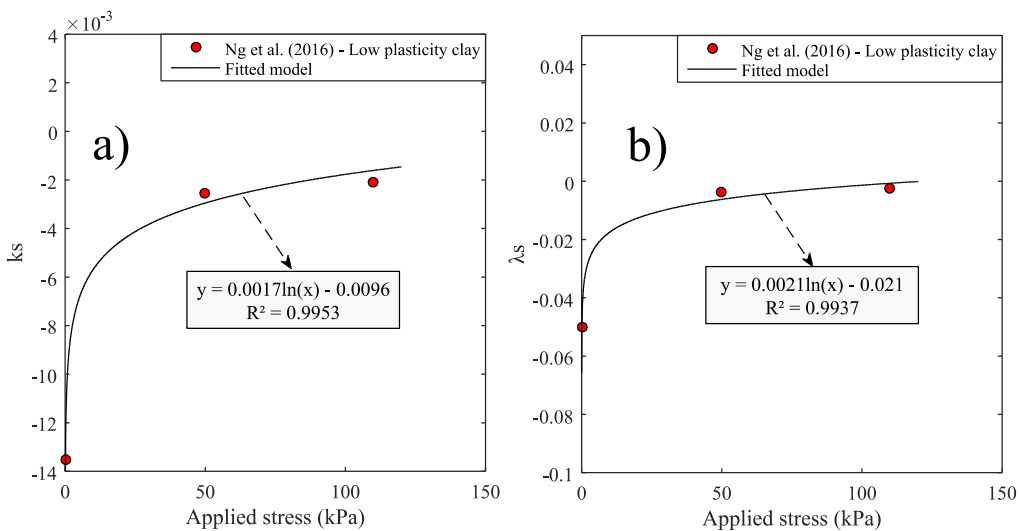 ×10⁻³
4
2
0
-2
-4
-6
-8
-10
-12
-14
ks
Ng et al. (2016) - Low plasticity clay
Fitted model
a)
y = 0.0017ln(x) - 0.0096
R² = 0.9953
0 50 100 150
Applied stress (kPa)
0.04
0.02
0
-0.02
-0.04
-0.06
-0.08
-0.1
λs
Ng et al. (2016) - Low plasticity clay
Fitted model
b)
y = 0.0021ln(x) - 0.021
R² = 0.9937
0 50 100 150
Applied stress (kPa)